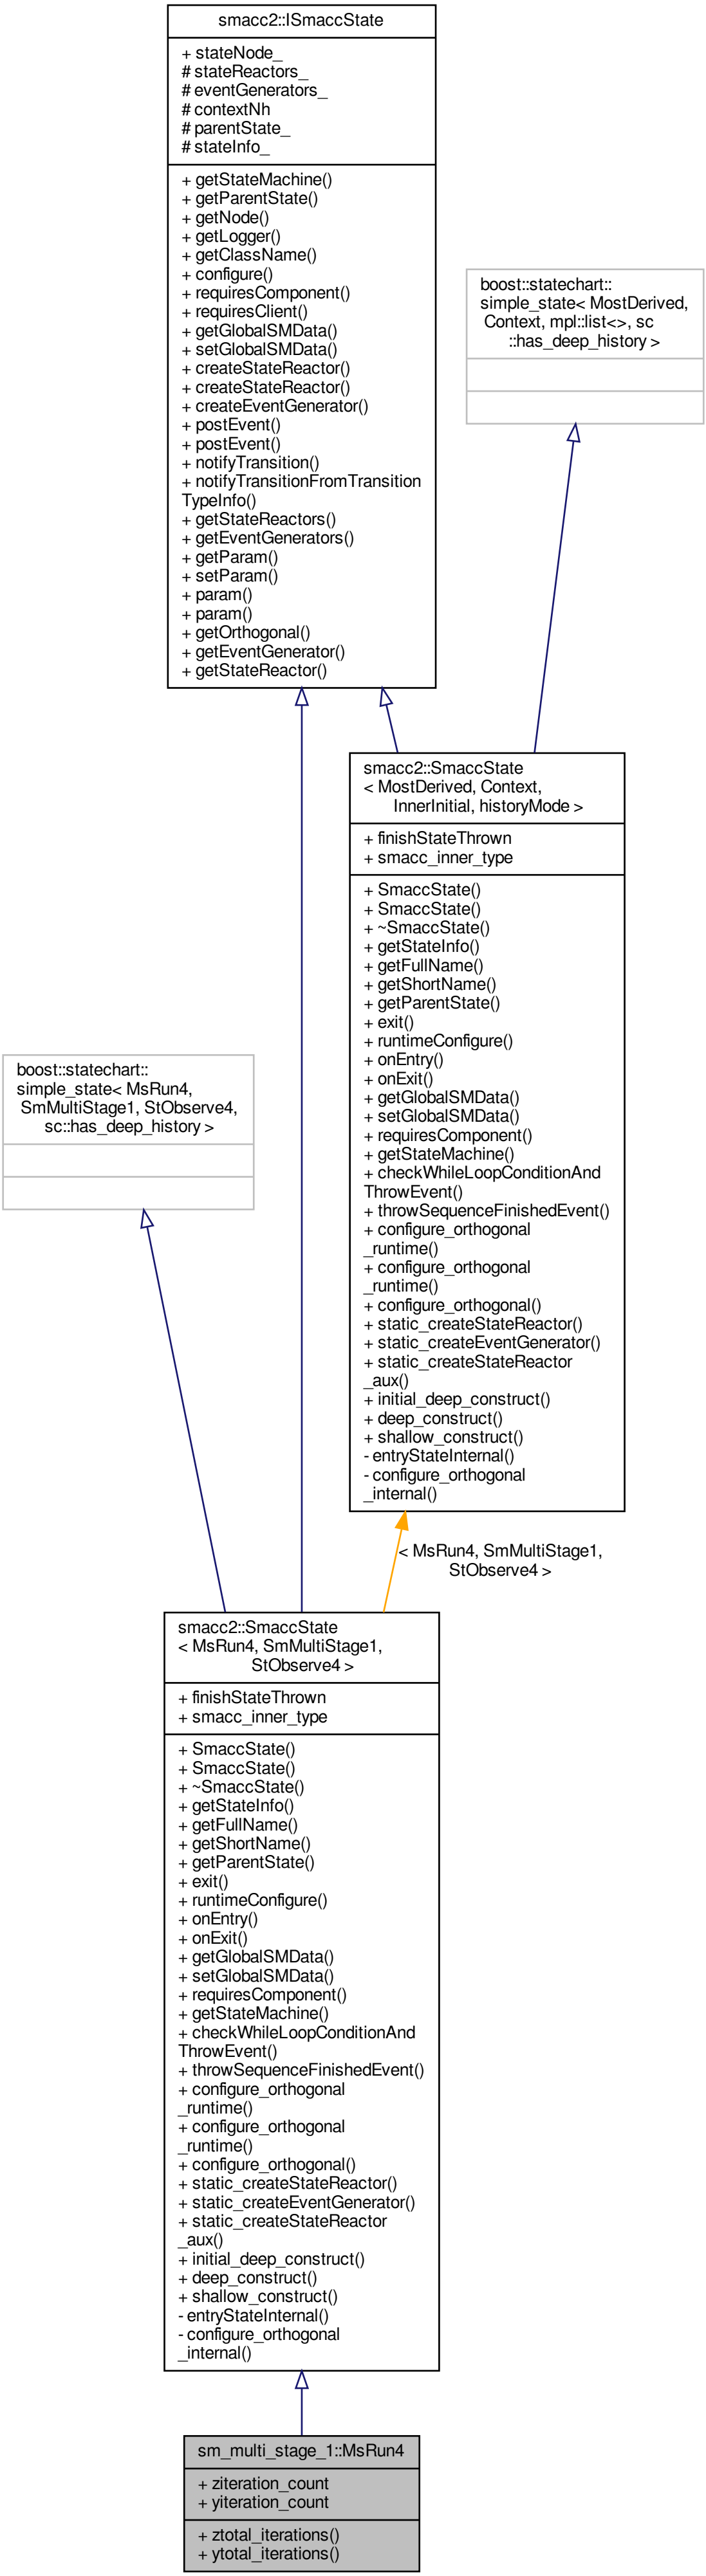 smacc2::ISmaccState
+ stateNode_
# stateReactors_
# eventGenerators_
# contextNh
# parentState_
# stateInfo_
+ getStateMachine()
+ getParentState()
+ getNode()
+ getLogger()
+ getClassName()
+ configure()
+ requiresComponent()
+ requiresClient()
+ getGlobalSMData()
+ setGlobalSMData()
+ createStateReactor()
+ createStateReactor()
+ createEventGenerator()
+ postEvent()
+ postEvent()
+ notifyTransition()
+ notifyTransitionFromTransition
TypeInfo()
+ getStateReactors()
+ getEventGenerators()
+ getParam()
+ setParam()
+ param()
+ param()
+ getOrthogonal()
+ getEventGenerator()
+ getStateReactor()
boost::statechart::
simple_state< MostDerived,
Context, mpl::list<>, sc
::has_deep_history >
smacc2::SmaccState
< MostDerived, Context,
InnerInitial, historyMode >
+ finishStateThrown
+ smacc_inner_type
+ SmaccState()
+ SmaccState()
+ ~SmaccState()
+ getStateInfo()
+ getFullName()
+ getShortName()
+ getParentState()
+ exit()
+ runtimeConfigure()
+ onEntry()
+ onExit()
+ getGlobalSMData()
+ setGlobalSMData()
+ requiresComponent()
+ getStateMachine()
+ checkWhileLoopConditionAnd
ThrowEvent()
+ throwSequenceFinishedEvent()
+ configure_orthogonal
_runtime()
+ configure_orthogonal
_runtime()
+ configure_orthogonal()
+ static_createStateReactor()
+ static_createEventGenerator()
+ static_createStateReactor
_aux()
+ initial_deep_construct()
+ deep_construct()
+ shallow_construct()
- entryStateInternal()
- configure_orthogonal
_internal()
boost::statechart::
simple_state< MsRun4,
SmMultiStage1, StObserve4,
sc::has_deep_history >
< MsRun4, SmMultiStage1,
StObserve4 >
smacc2::SmaccState
< MsRun4, SmMultiStage1,
StObserve4 >
+ finishStateThrown
+ smacc_inner_type
+ SmaccState()
+ SmaccState()
+ ~SmaccState()
+ getStateInfo()
+ getFullName()
+ getShortName()
+ getParentState()
+ exit()
+ runtimeConfigure()
+ onEntry()
+ onExit()
+ getGlobalSMData()
+ setGlobalSMData()
+ requiresComponent()
+ getStateMachine()
+ checkWhileLoopConditionAnd
ThrowEvent()
+ throwSequenceFinishedEvent()
+ configure_orthogonal
_runtime()
+ configure_orthogonal
_runtime()
+ configure_orthogonal()
+ static_createStateReactor()
+ static_createEventGenerator()
+ static_createStateReactor
_aux()
+ initial_deep_construct()
+ deep_construct()
+ shallow_construct()
- entryStateInternal()
- configure_orthogonal
_internal()
sm_multi_stage_1::MsRun4
+ ziteration_count
+ yiteration_count
+ ztotal_iterations()
+ ytotal_iterations()